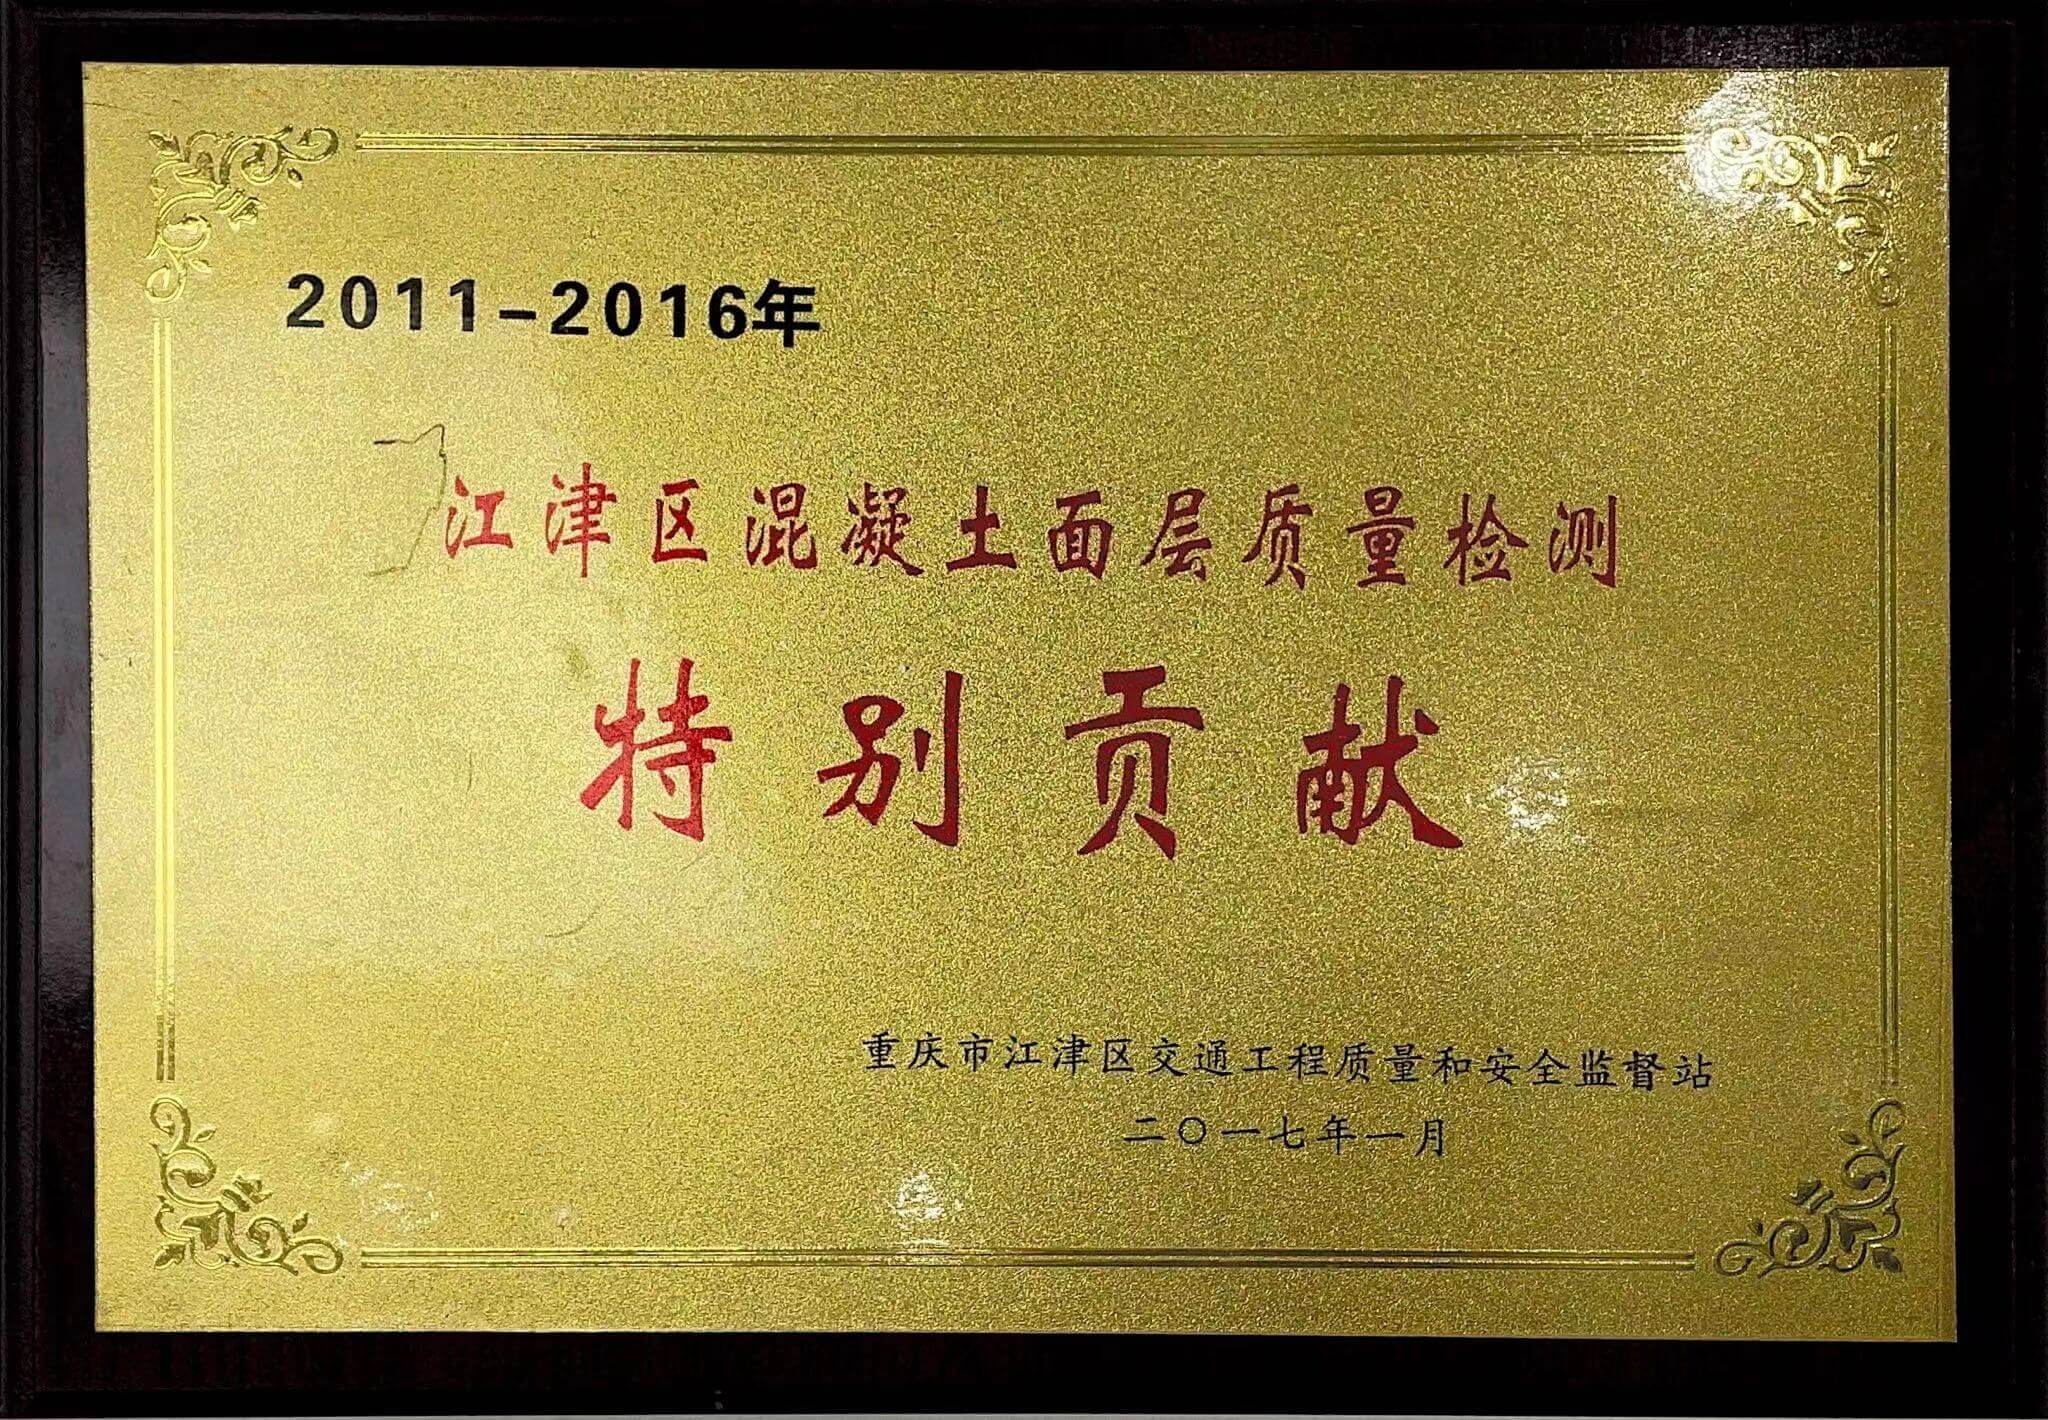 2011-2016年
江津区混凝土面层质量检测
特别贡献
重庆市江津区交通工程质量和安全监督站
二〇一七年一月